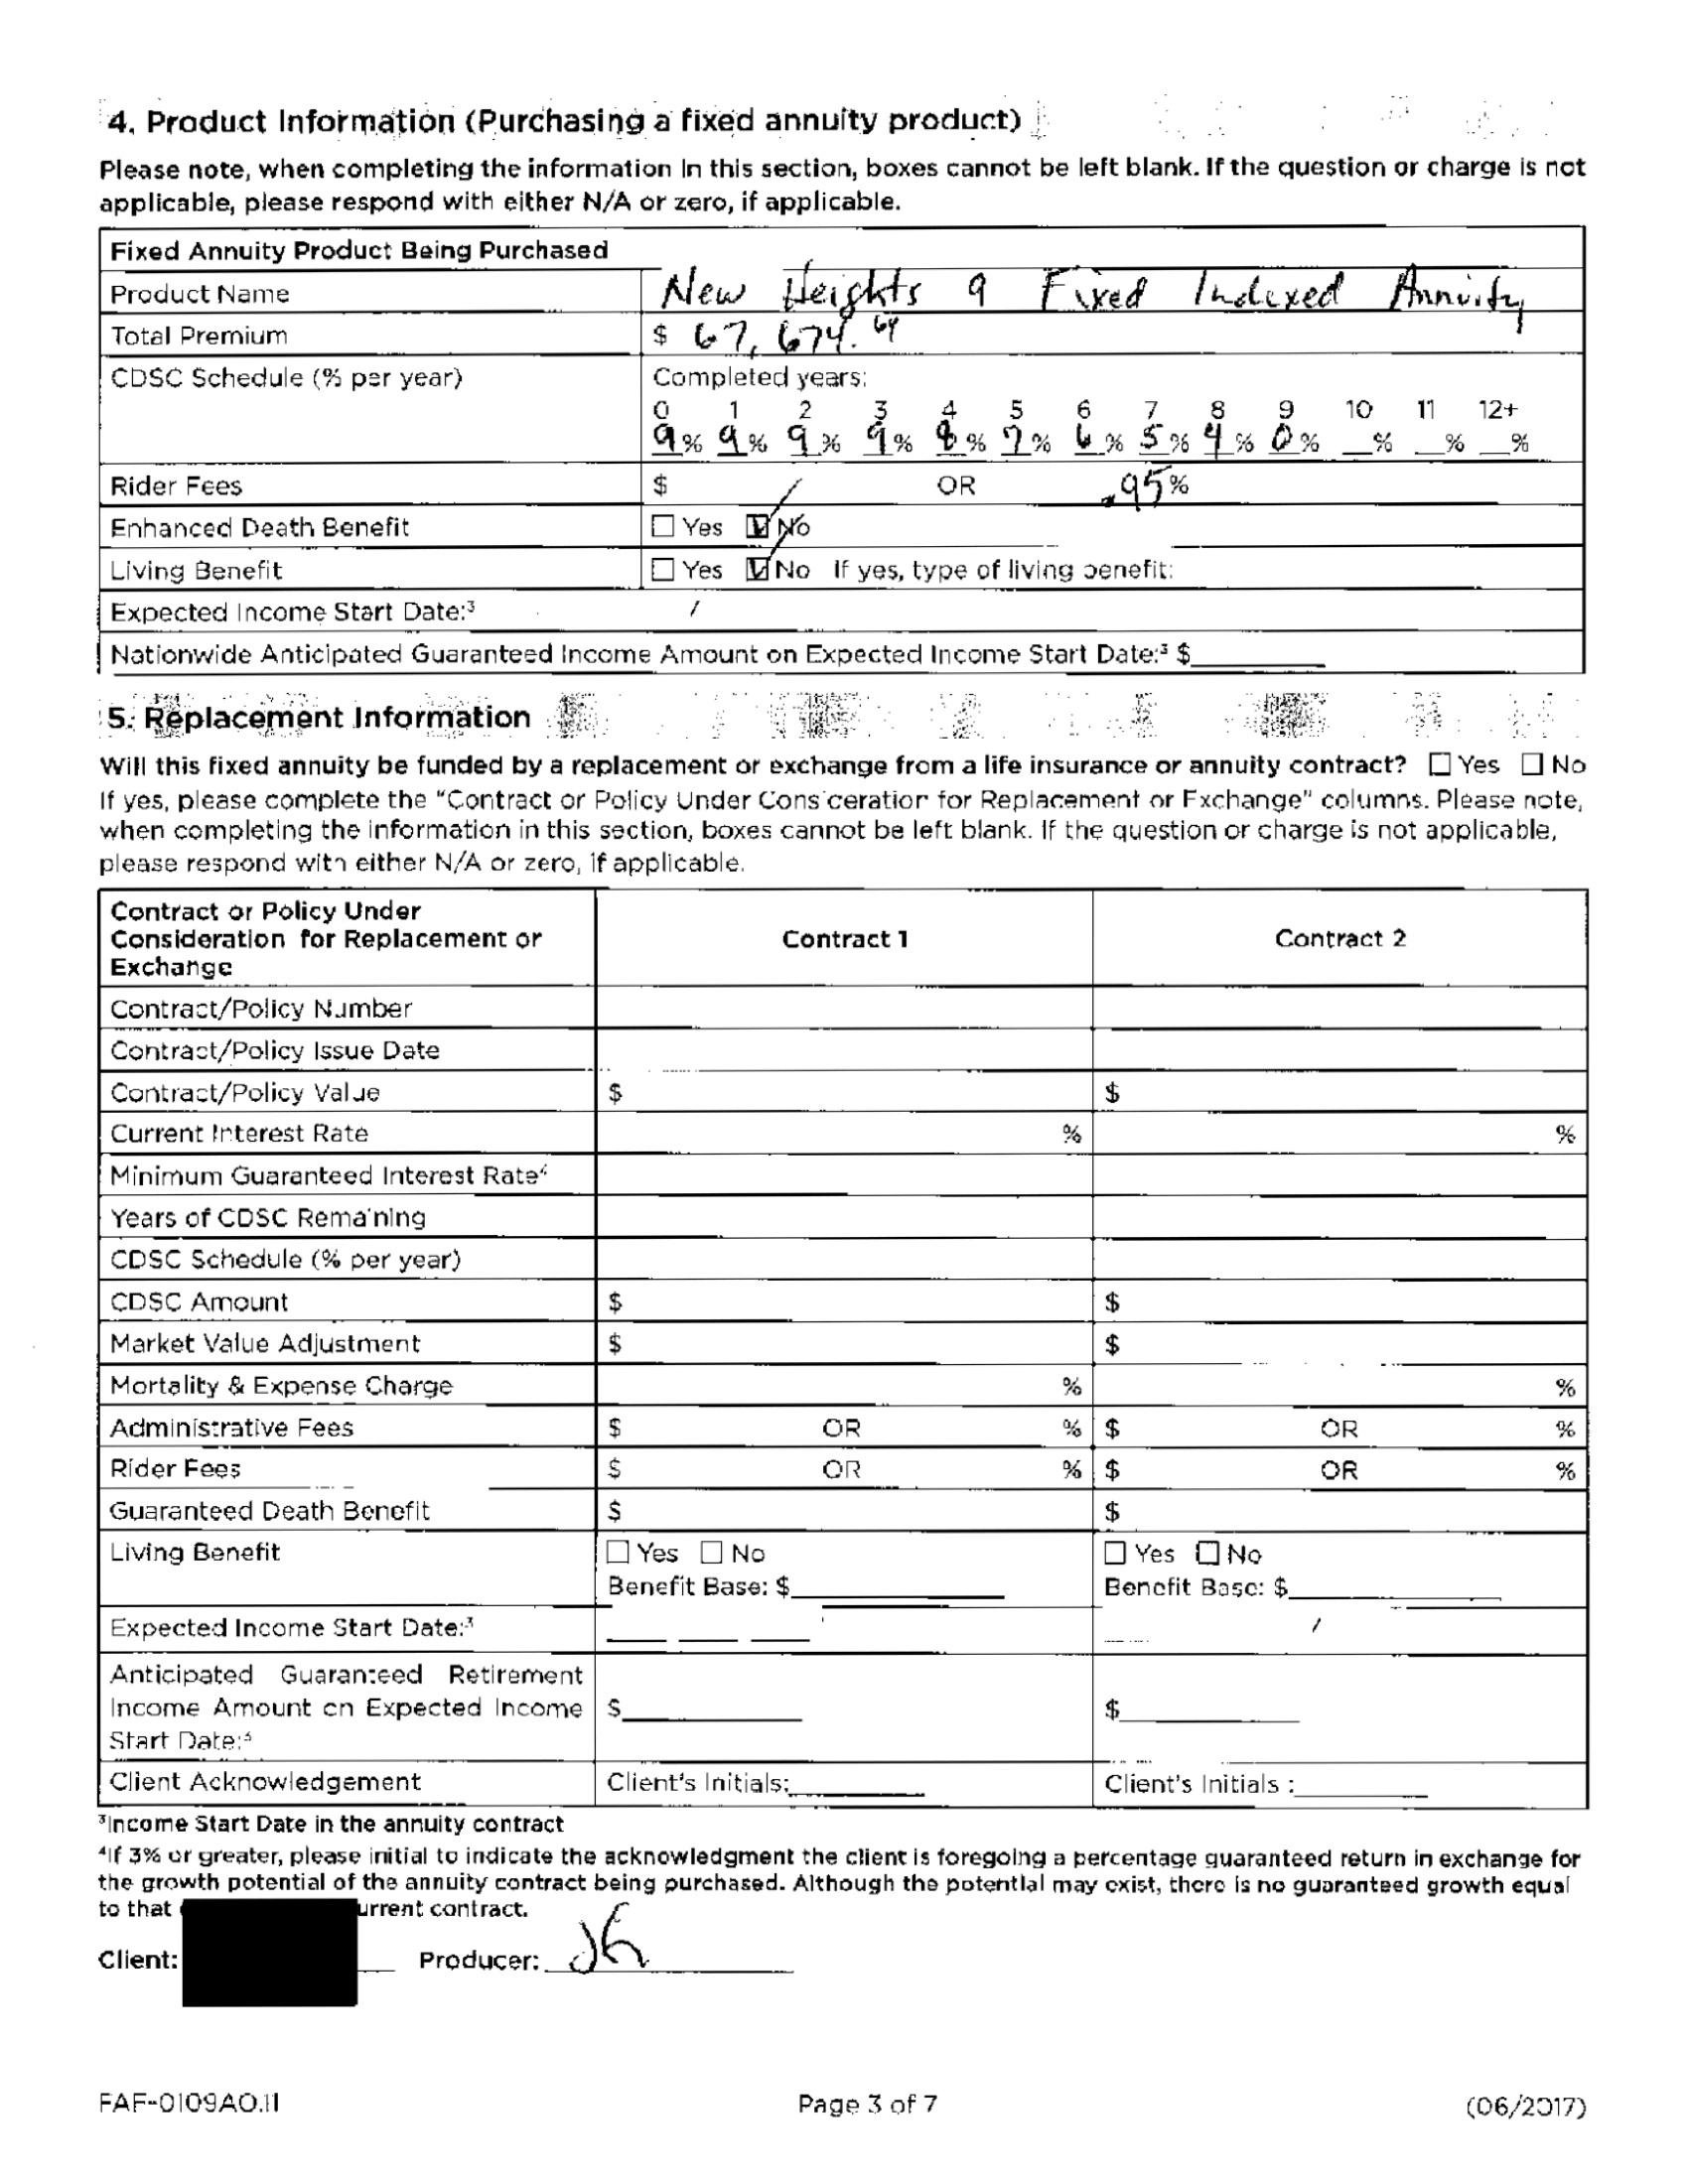 4. Product Information (Purchasing a fixed annuity product)
Please note, when completing the information In this section, boxes cannot be left blank. If the question or charge is not
applicable, please respond with either N/A or zero, if applicable.
Fixed Annuity Product Being Purchased
Product Name New Heights 9 Fixed Indexed Annuity
Total Premium $ 67,674.64
CDSC Schedule (% per year) Completed years:
0 1 2 3 4 5 6 7 8 9 10 11 12+
9% 9% 9% 9% 8% 7% 6% 5% 4% 0% __% __% __%
Rider Fees $ OR .95%
Enhanced Death Benefit ☐ Yes ☑ No
Living Benefit ☐ Yes ☑ No If yes, type of living benefit:
Expected Income Start Date:³ /
Nationwide Anticipated Guaranteed Income Amount on Expected Income Start Date:³ $
5. Replacement Information
Will this fixed annuity be funded by a replacement or exchange from a life insurance or annuity contract? ☐ Yes ☐ No
If yes, please complete the "Contract or Policy Under Consideration for Replacement or Exchange" columns. Please note,
when completing the information in this section, boxes cannot be left blank. If the question or charge is not applicable,
please respond with either N/A or zero, if applicable.
Contract or Policy Under
Consideration for Replacement or
Exchange
Contract 1 Contract 2
Contract/Policy Number
Contract/Policy Issue Date
Contract/Policy Value $ $
Current Interest Rate % %
Minimum Guaranteed Interest Rate⁴
Years of CDSC Remaining
CDSC Schedule (% per year)
CDSC Amount $ $
Market Value Adjustment $ $
Mortality & Expense Charge % %
Administrative Fees $ OR % $ OR %
Rider Fees $ OR % $ OR %
Guaranteed Death Benefit $ $
Living Benefit ☐ Yes ☐ No ☐ Yes ☐ No
Benefit Base: $ Benefit Base: $
Expected Income Start Date:³ /
Anticipated Guaranteed Retirement
Income Amount on Expected Income $ $
Start Date:⁴
Client Acknowledgement Client's Initials: Client's Initials :
³Income Start Date in the annuity contract
⁴If 3% or greater, please initial to indicate the acknowledgment the client is foregoing a percentage guaranteed return in exchange for
the growth potential of the annuity contract being purchased. Although the potential may exist, there is no guaranteed growth equal
to that urrent contract.
Client: Producer: JK
FAF-0109AO.11 Page 3 of 7 (06/2017)